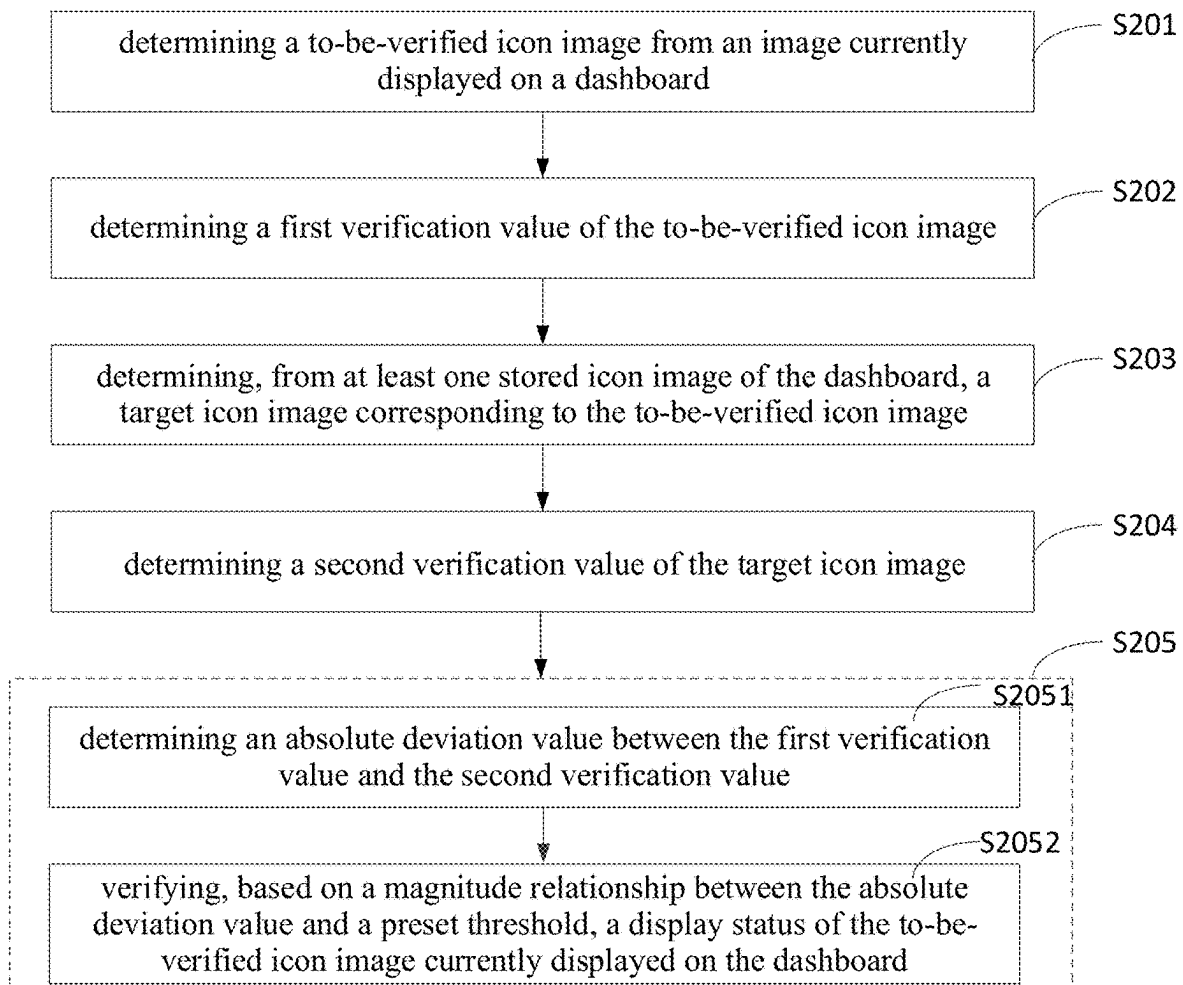 S201
determining a to-be-verified icon image from an image currently
displayed on a dashboard
S202
determining a first verification value of the to-be-verified icon image
S203
determining, from at least one stored icon image of the dashboard, a
target icon image corresponding to the to-be-verified icon image
S204
determining a second verification value of the target icon image
S205
S2051
determining an absolute deviation value between the first verification
value and the second verification value
S2052
verifying, based on a magnitude relationship between the absolute
deviation value and a preset threshold, a display status of the to-be-
verified icon image currently displayed on the dashboard